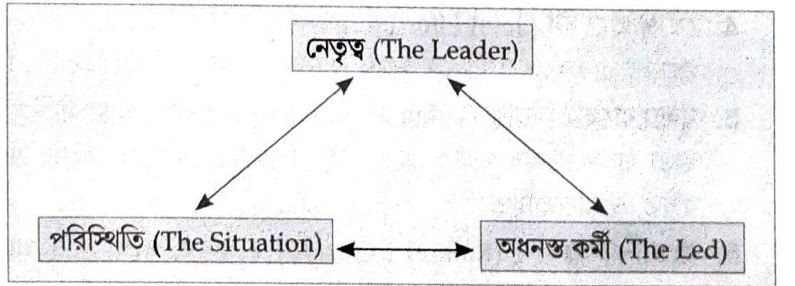 নেতৃত্ব (The Leader)
পরিস্থিতি (The Situation)
অধনস্ত কর্মী (The Led)